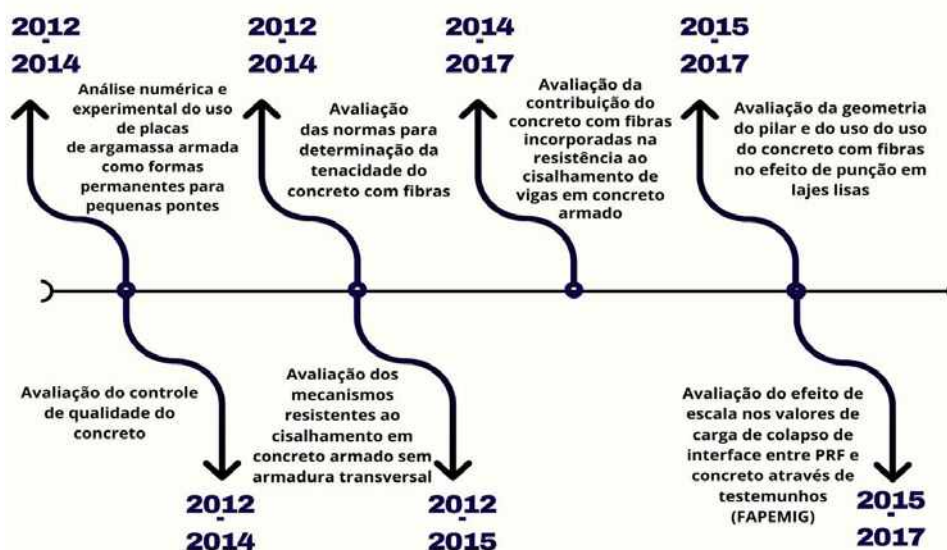 2012
-
2014
Análise numérica e
experimental do uso
de placas
de argamassa armada
como formas
permanentes para
pequenas pontes
2012
-
2014
Avaliação
das normas para
determinação da
tenacidade do
concreto com fibras
2014
-
2017
Avaliação da
contribuição do
concreto com fibras
incorporadas na
resistência ao
cisalhamento de
vigas em concreto
armado
2015
-
2017
Avaliação da geometria
do pilar e do uso do uso
do concreto com fibras
no efeito de punção em
lajes lisas
Avaliação do controle
de qualidade do
concreto
2012
-
2014
Avaliação dos
mecanismos
resistentes ao
cisalhamento em
concreto armado sem
armadura transversal
2012
-
2015
Avaliação do efeito de
escala nos valores de
carga de colapso de
interface entre PRF e
concreto através de
testemunhos
(FAPEMIG)
2015
-
2017